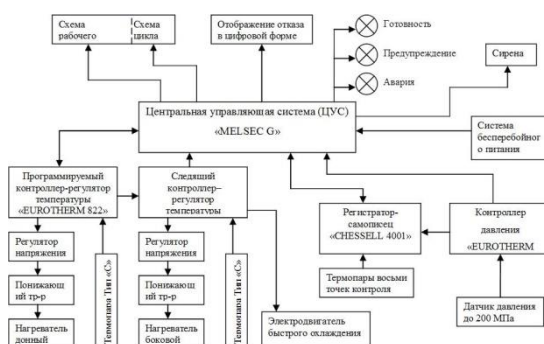 Схема
рабочего
Схема
цикла
Отображение отказа
в цифровой форме
Готовность
Предупреждение
Авария
Сирена
Центральная управляющая система (ЦУС)
«MELSEC G»
Система
бесперебойног
о питания
Программируемый
контроллер-регулятор
температуры
«EUROTHERM 822»
Следящий
контроллер–
регулятор
температуры
Регистратор-
самописец
«CHESSELL 4001»
Контроллер
давления
«EUROTHERM
Регулятор
напряжения
Понижающ
ий тр-р
Нагреватель
донный
Термопара Тип «С»
Регулятор
напряжения
Понижающ
ий тр-р
Нагреватель
боковой
Термопара Тип «С»
Электродвигатель
быстрого охлаждения
Термопары восьми
точек контроля
Датчик давления
до 200 МПа